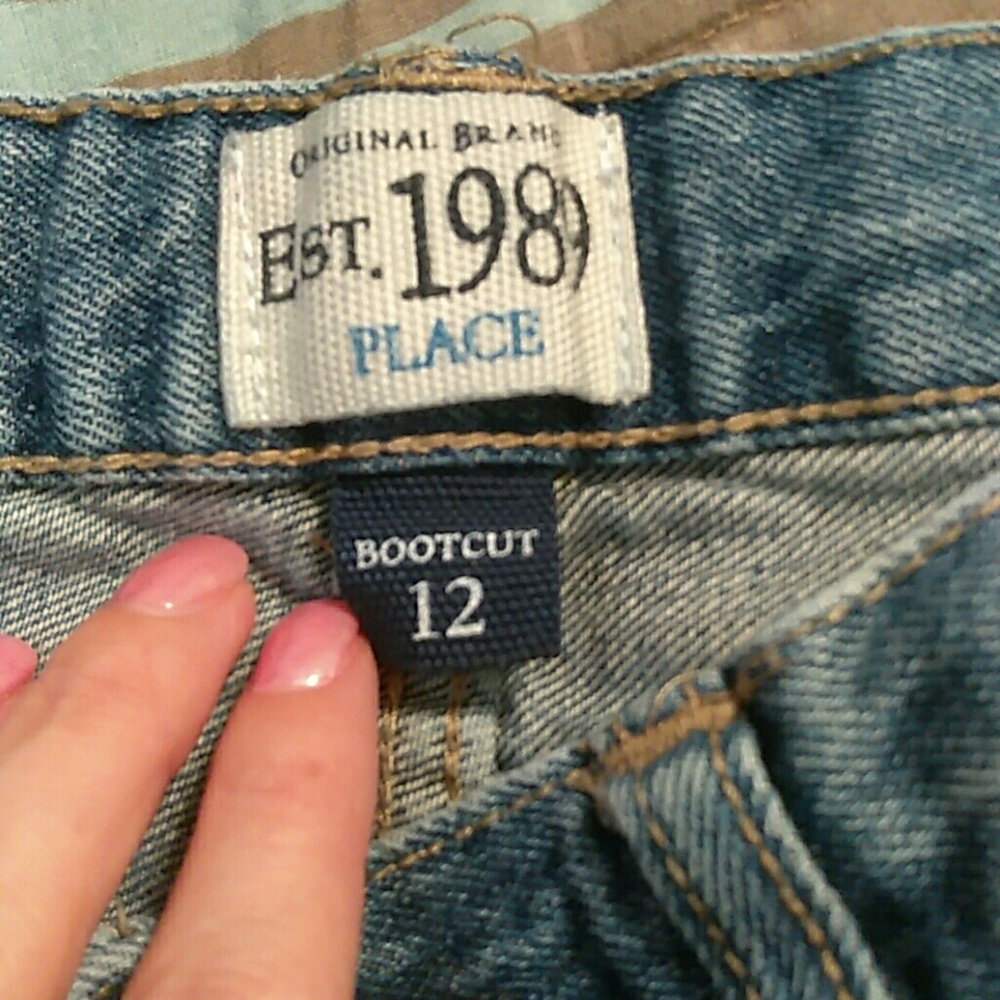 ORIGINAL BRAND
EST. 1989
PLACE
BOOTCUT
12